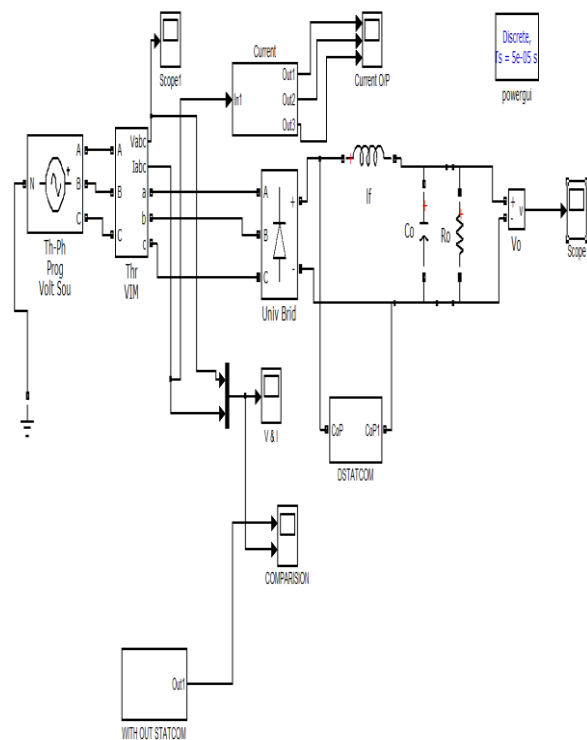 Discrete,
Ts = 5e-05 s
powergui
Scope1
Current
In1
Out1
Out2
Out3
Current O/P
N
A
B
C
Th-Ph
Prog
Volt Sou
A
B
C
Vabc
Iabc
a
b
c
Thr
VIM
A
B
C
+
-
Univ Brid
+
If
+
Co
+
Ro
+
-
v
Vo
Scope
V & I
CoP
CoP1
DSTATCOM
COMPARISION
Out1
WITH OUT STATCOM